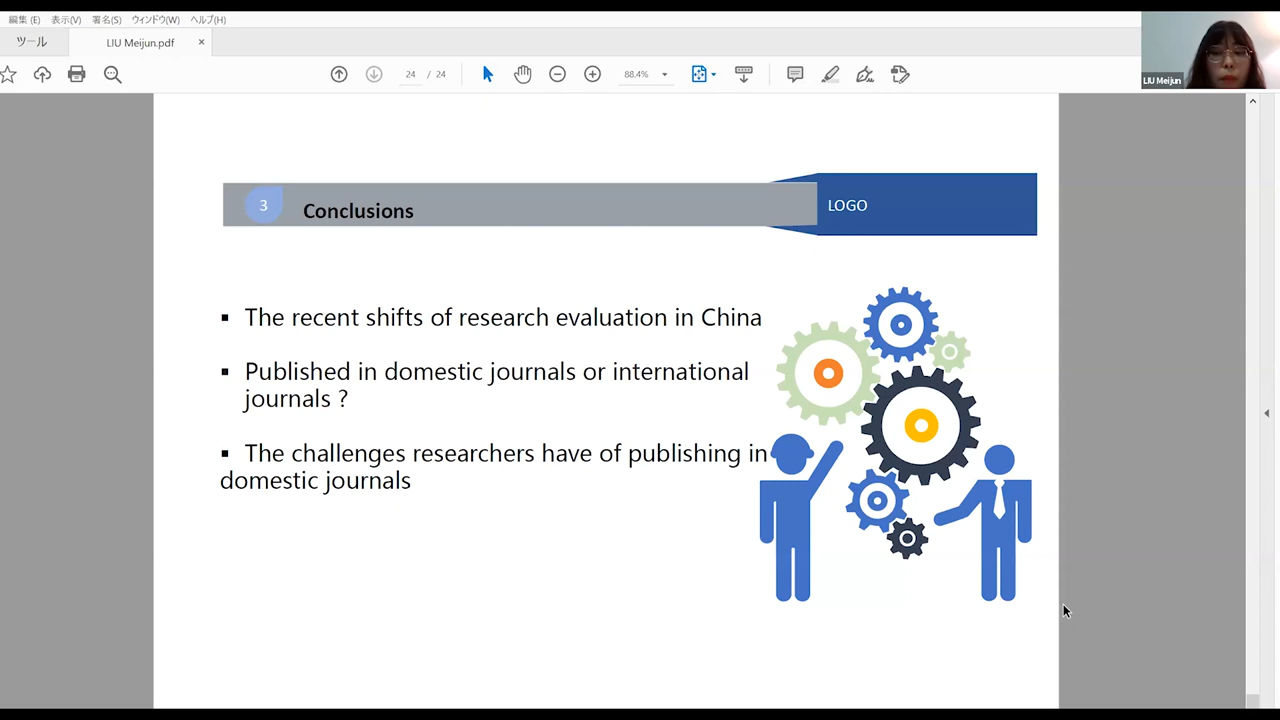 編集 (E) 表示(V) 署名(S) ウィンドウ(W) ヘルプ(H)
ツール LIU Meijun.pdf ×
24 / 24 88.4%
LIU Meijun
3 Conclusions LOGO
▪ The recent shifts of research evaluation in China
▪ Published in domestic journals or international
journals ?
▪ The challenges researchers have of publishing in
domestic journals